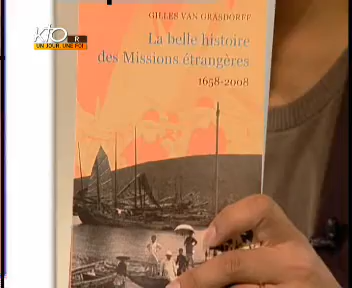 KTO
R
UN JOUR, UNE FOI
GILLES VAN GRASDORFF
La belle histoire
des Missions étrangères
1658-2008